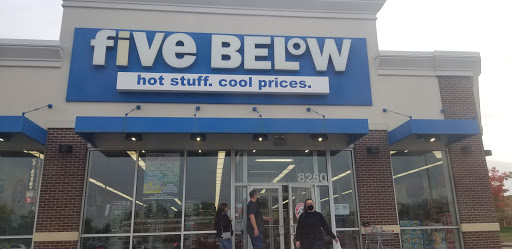 five BELOW
hot stuff. cool prices.
8250